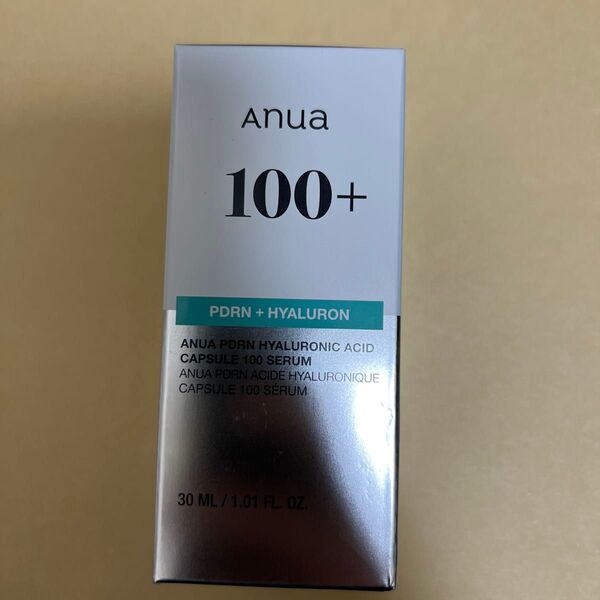 Anua
100+
PDRN + HYALURON
ANUA PDRN HYALURONIC ACID
CAPSULE 100 SERUM
ANUA PDRN ACIDE HYALURONIQUE
CAPSULE 100 SÉRUM
30 ML / 1.01 FL. OZ.